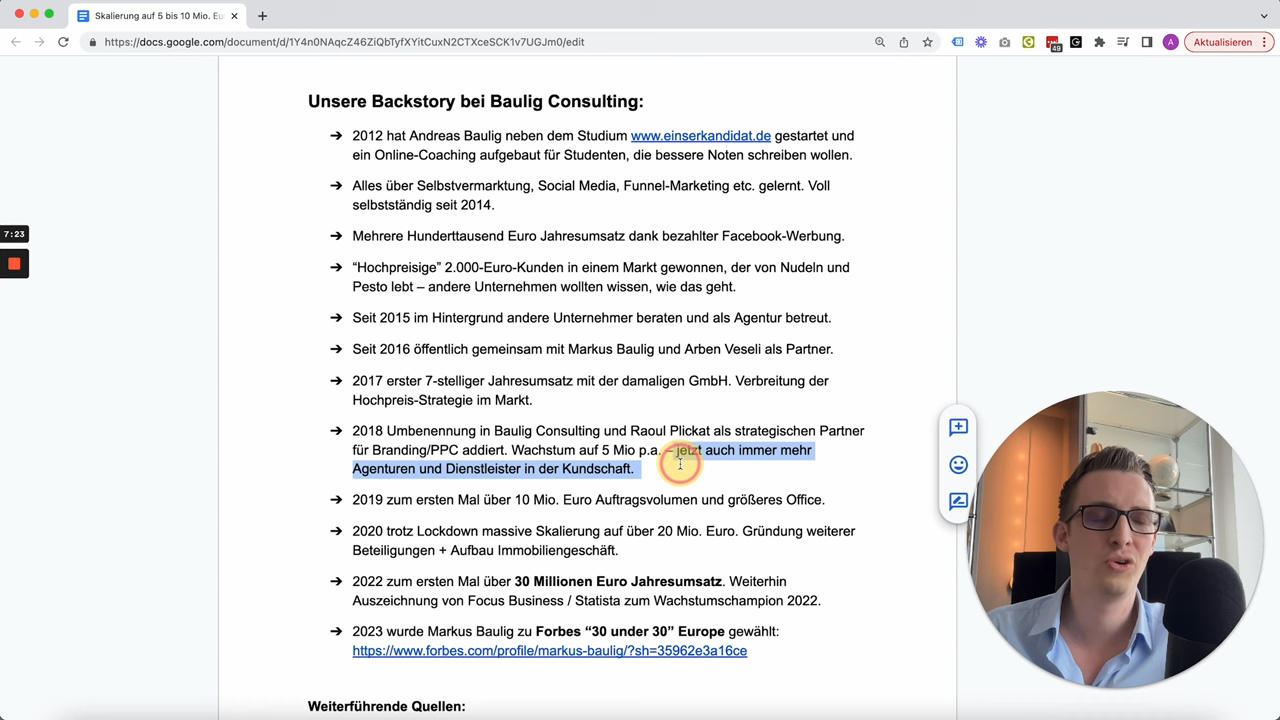 Skalierung auf 5 bis 10 Mio. Eu
https://docs.google.com/document/d/1Y4n0NAqcZ46ZiQbTyfXYitCuxN2CTXceSCK1v7UGJm0/edit
49
A
Aktualisieren
Unsere Backstory bei Baulig Consulting:
➔ 2012 hat Andreas Baulig neben dem Studium www.einserkandidat.de gestartet und
ein Online-Coaching aufgebaut für Studenten, die bessere Noten schreiben wollen.
➔ Alles über Selbstvermarktung, Social Media, Funnel-Marketing etc. gelernt. Voll
selbstständig seit 2014.
7:23
➔ Mehrere Hunderttausend Euro Jahresumsatz dank bezahlter Facebook-Werbung.
➔ “Hochpreisige” 2.000-Euro-Kunden in einem Markt gewonnen, der von Nudeln und
Pesto lebt – andere Unternehmen wollten wissen, wie das geht.
➔ Seit 2015 im Hintergrund andere Unternehmer beraten und als Agentur betreut.
➔ Seit 2016 öffentlich gemeinsam mit Markus Baulig und Arben Veseli als Partner.
➔ 2017 erster 7-stelliger Jahresumsatz mit der damaligen GmbH. Verbreitung der
Hochpreis-Strategie im Markt.
➔ 2018 Umbenennung in Baulig Consulting und Raoul Plickat als strategischen Partner
für Branding/PPC addiert. Wachstum auf 5 Mio p.a. – jetzt auch immer mehr
Agenturen und Dienstleister in der Kundschaft.
➔ 2019 zum ersten Mal über 10 Mio. Euro Auftragsvolumen und größeres Office.
➔ 2020 trotz Lockdown massive Skalierung auf über 20 Mio. Euro. Gründung weiterer
Beteiligungen + Aufbau Immobiliengeschäft.
➔ 2022 zum ersten Mal über 30 Millionen Euro Jahresumsatz. Weiterhin
Auszeichnung von Focus Business / Statista zum Wachstumschampion 2022.
➔ 2023 wurde Markus Baulig zu Forbes “30 under 30” Europe gewählt:
https://www.forbes.com/profile/markus-baulig/?sh=35962e3a16ce
Weiterführende Quellen: